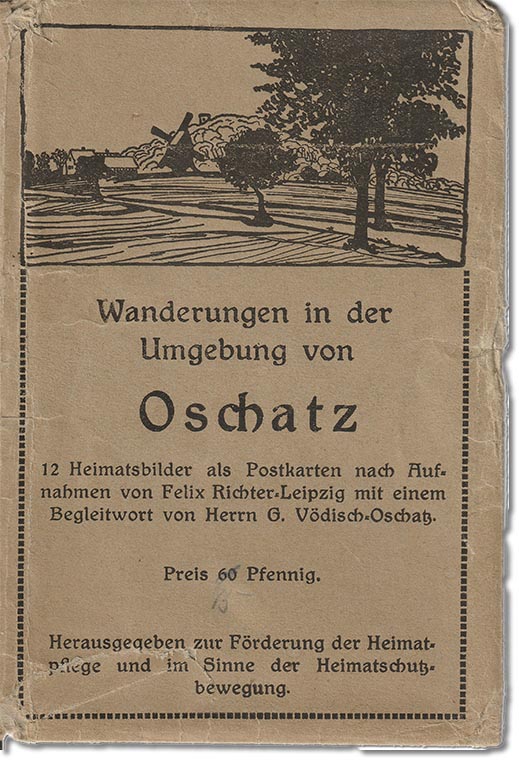 Wanderungen in der
Umgebung von
Oschatz
12 Heimatsbilder als Postkarten nach Auf-
nahmen von Felix Richter-Leipzig mit einem
Begleitwort von Herrn G. Vödisch-Oschatz.
Preis 60 Pfennig.
Herausgegeben zur Förderung der Heimat-
pflege und im Sinne der Heimatschutz-
bewegung.